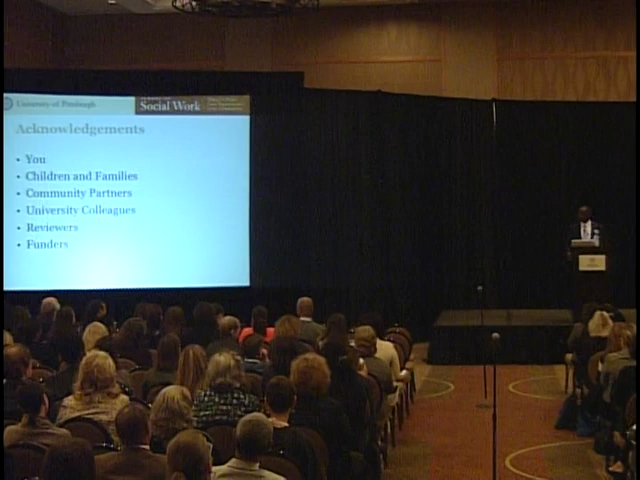 University of Pittsburgh
Social Work
Acknowledgements
• You
• Children and Families
• Community Partners
• University Colleagues
• Reviewers
• Funders